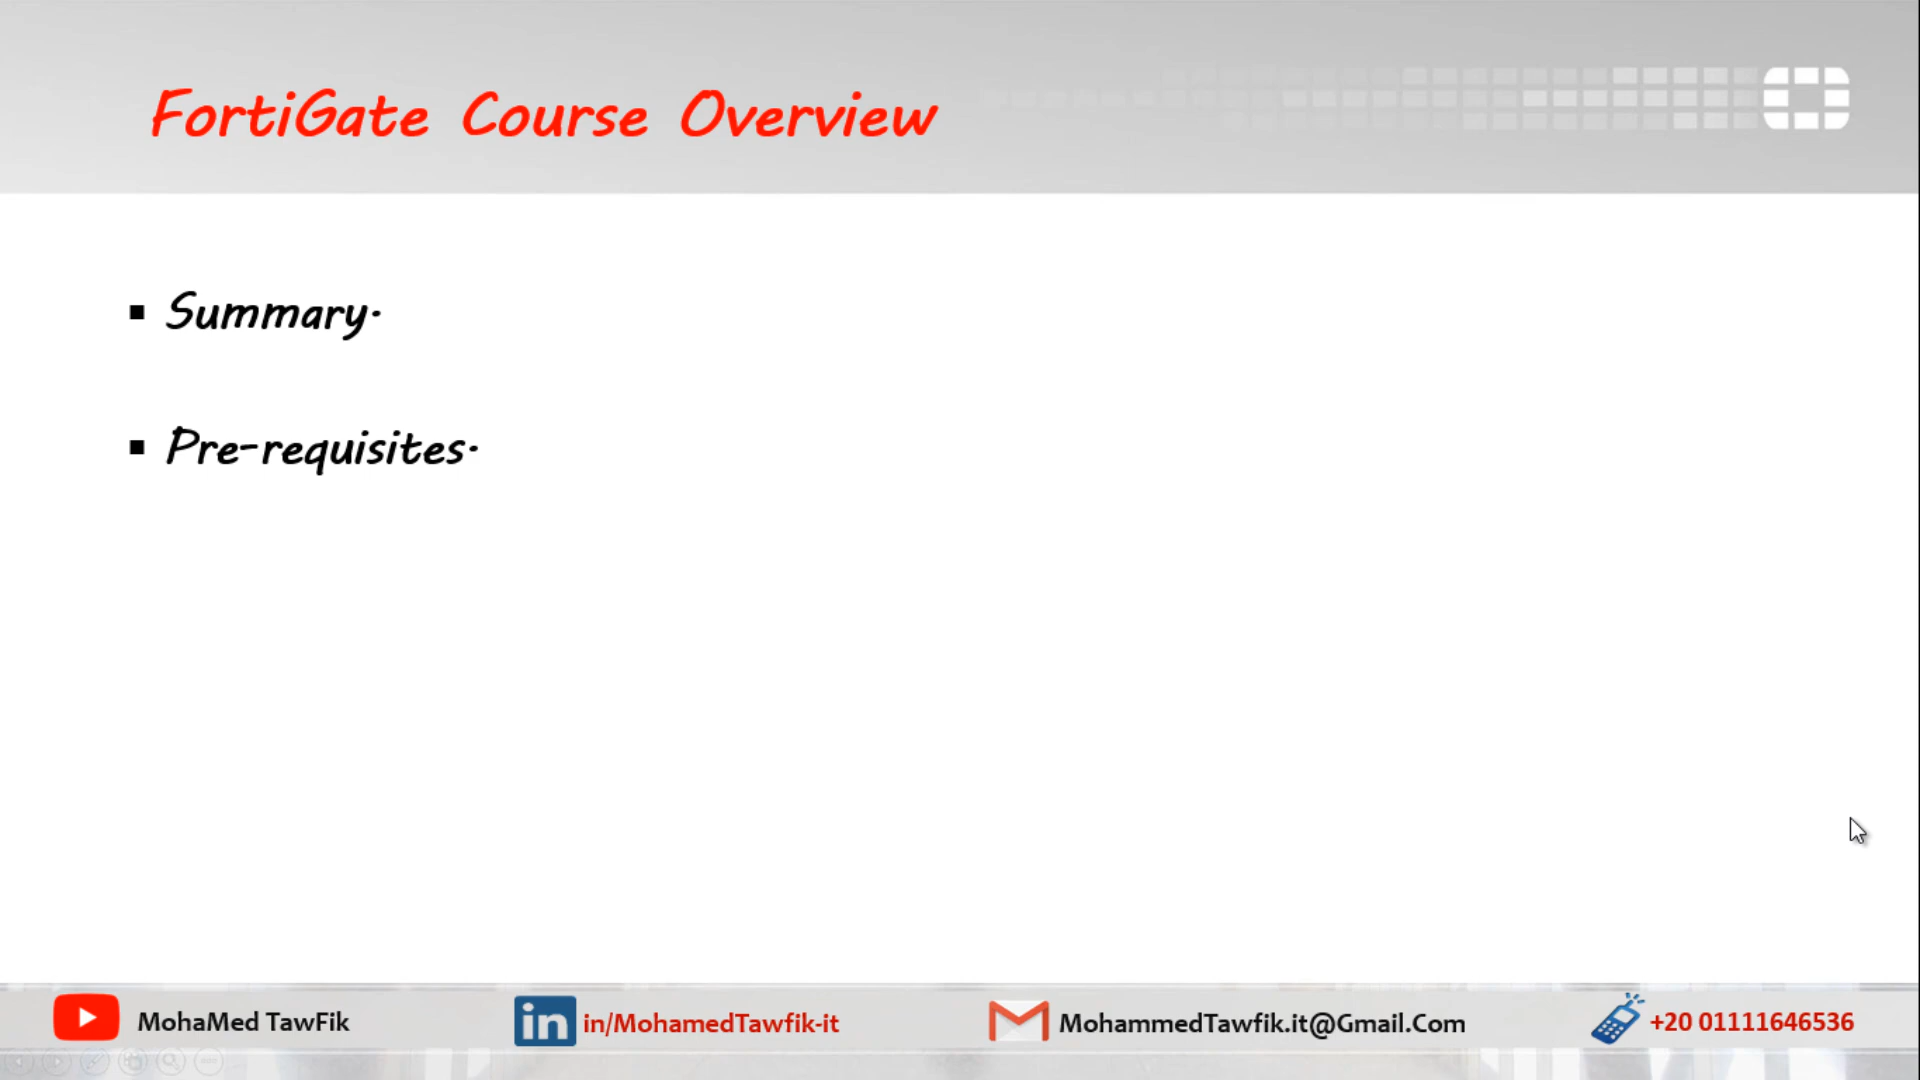 FortiGate Course Overview
Summary.
Pre-requisites.
MohaMed TawFik
in/MohamedTawfik-it
MohammedTawfik.it@Gmail.Com
+20 01111646536